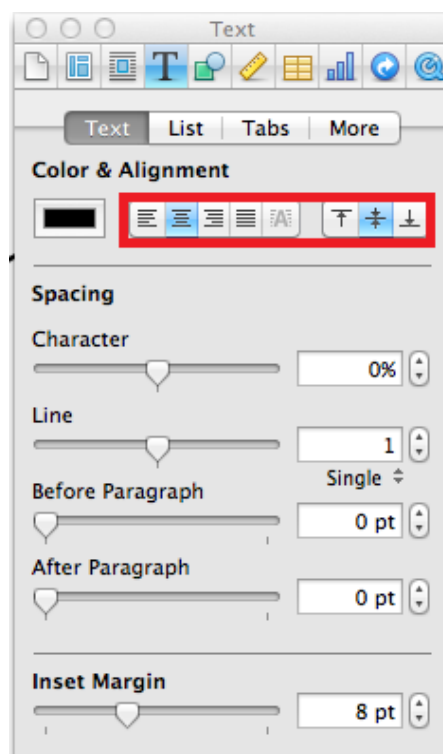 Text
Text List Tabs More
Color & Alignment
Spacing
Character
0%
Line
1
Single
Before Paragraph
0 pt
After Paragraph
0 pt
Inset Margin
8 pt